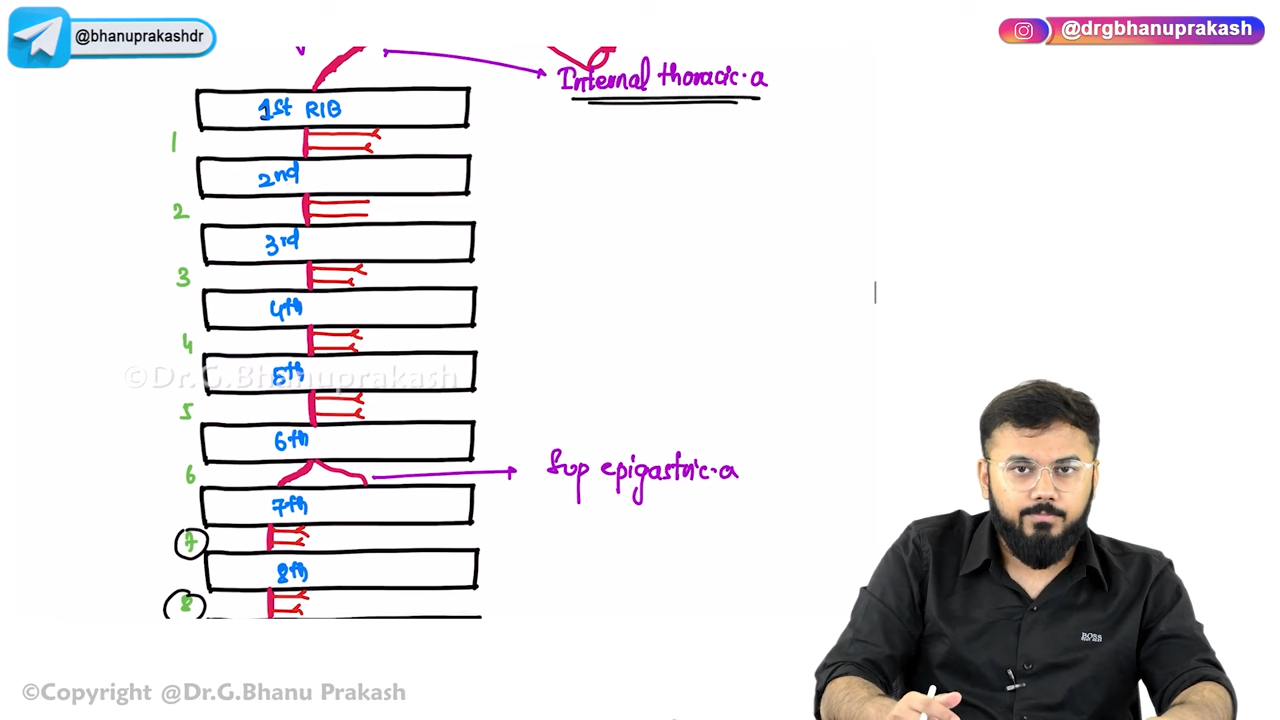 @bhanuprakashdr
@drgbhanuprakash
Internal thoracic.a
1st RIB
1
2nd
2
3rd
3
4th
4
©Dr.G.Bhanuprakash
5th
5
6th
6
Sup epigastric.a
7th
7
8th
8
BOSS
©Copyright @Dr.G.Bhanu Prakash